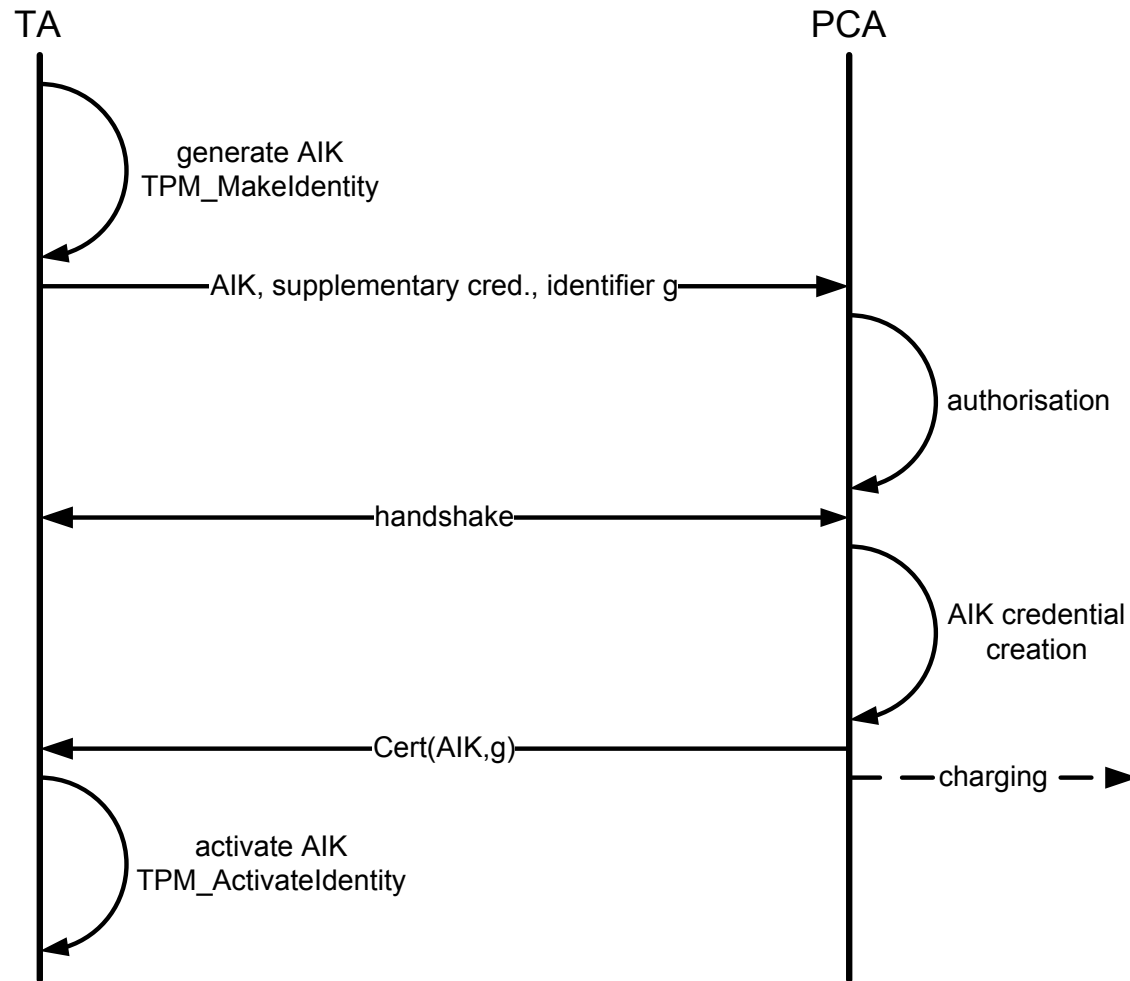 TA
PCA
generate AIK
TPM_MakeIdentity
AIK, supplementary cred., identifier g
authorisation
handshake
AIK credential
creation
Cert(AIK,g)
charging
activate AIK
TPM_ActivateIdentity